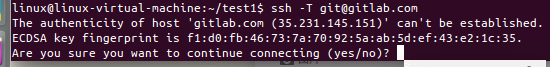 linux@linux-virtual-machine:~/test1$ ssh -T git@gitlab.com
The authenticity of host 'gitlab.com (35.231.145.151)' can't be established.
ECDSA key fingerprint is f1:d0:fb:46:73:7a:70:92:5a:ab:5d:ef:43:e2:1c:35.
Are you sure you want to continue connecting (yes/no)?